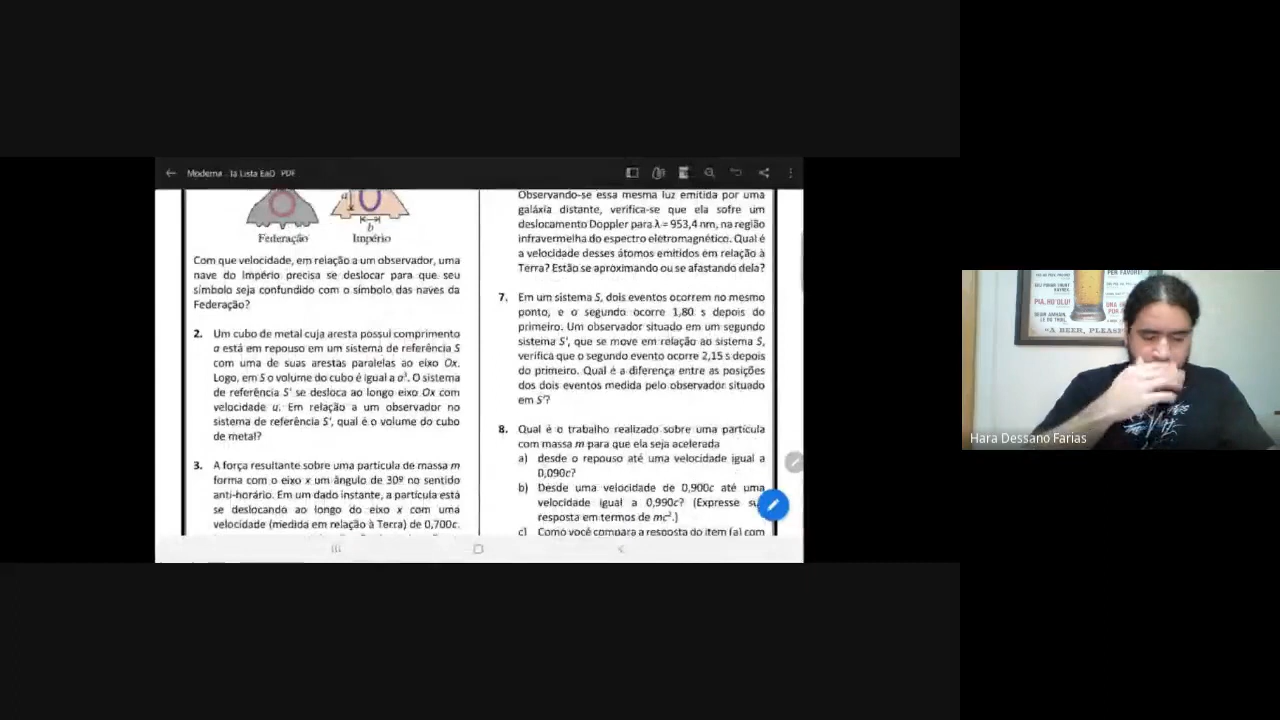 Moderna - 1a Lista EaD PDF
a
b
Federação
Império
Com que velocidade, em relação a um observador, uma
nave do Império precisa se deslocar para que seu
símbolo seja confundido com o símbolo das naves da
Federação?
2. Um cubo de metal cuja aresta possui comprimento
a está em repouso em um sistema de referência S
com uma de suas arestas paralelas ao eixo Ox.
Logo, em S o volume do cubo é igual a a³. O sistema
de referência S' se desloca ao longo eixo Ox com
velocidade u. Em relação a um observador no
sistema de referência S', qual é o volume do cubo
de metal?
3. A força resultante sobre uma partícula de massa m
forma com o eixo x um ângulo de 30º no sentido
anti-horário. Em um dado instante, a partícula está
se deslocando ao longo do eixo x com uma
velocidade (medida em relação à Terra) de 0,700c.
Observando-se essa mesma luz emitida por uma
galáxia distante, verifica-se que ela sofre um
deslocamento Doppler para λ = 953,4 nm, na região
infravermelha do espectro eletromagnético. Qual é
a velocidade desses átomos emitidos em relação à
Terra? Estão se aproximando ou se afastando dela?
7. Em um sistema S, dois eventos ocorrem no mesmo
ponto, e o segundo ocorre 1,80 s depois do
primeiro. Um observador situado em um segundo
sistema S', que se move em relação ao sistema S,
verifica que o segundo evento ocorre 2,15 s depois
do primeiro. Qual é a diferença entre as posições
dos dois eventos medida pelo observador situado
em S'?
8. Qual é o trabalho realizado sobre uma partícula
com massa m para que ela seja acelerada
a) desde o repouso até uma velocidade igual a
0,090c?
b) Desde uma velocidade de 0,900c até uma
velocidade igual a 0,990c? (Expresse
resposta em termos de mc².)
c) Como você compara a resposta do item (a) com
PIA, HO'OLU!
"A BEER, PLEASE
Hara Dessano Farias